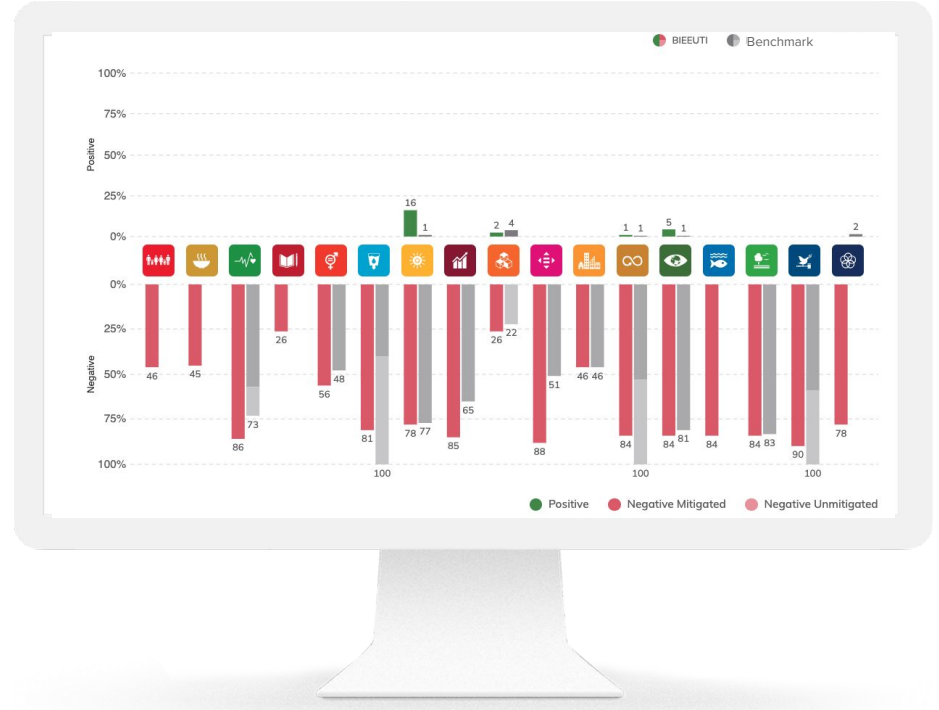 BIEEUTI Benchmark
100%
75%
Positive
50%
25%
16 1 2 4 1 1 5 1 2
0%
0%
25%
26 26 22
Negative
50%
46 45 56 48 51 46 46
75%
86 73 81 78 77 85 65 88 84 84 81 84 84 83 90 78
100%
100 100 100
Positive Negative Mitigated Negative Unmitigated